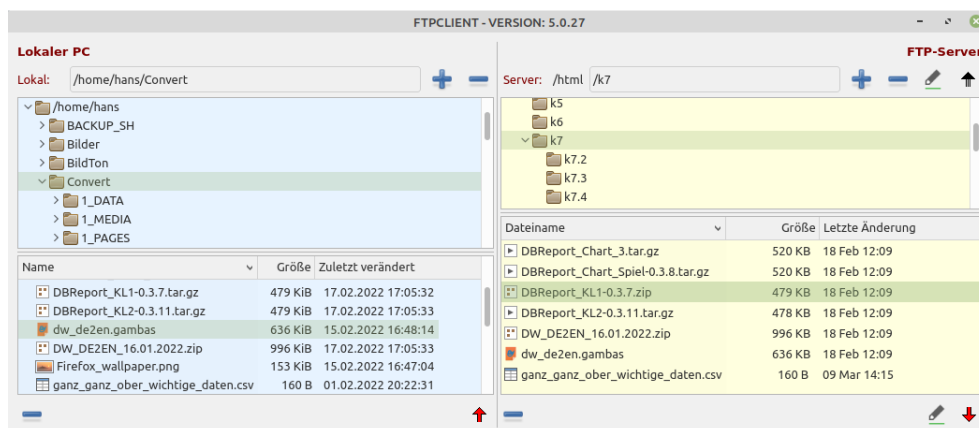 FTPCLIENT - VERSION: 5.0.27
Lokaler PC
Lokal: /home/hans/Convert
/home/hans
BACKUP_SH
Bilder
BildTon
Convert
1_DATA
1_MEDIA
1_PAGES
Name Größe Zuletzt verändert
DBReport_KL1-0.3.7.tar.gz 479 KiB 17.02.2022 17:05:32
DBReport_KL2-0.3.11.tar.gz 479 KiB 17.02.2022 17:05:33
dw_de2en.gambas 636 KiB 15.02.2022 16:48:14
DW_DE2EN_16.01.2022.zip 996 KiB 17.02.2022 17:05:33
Firefox_wallpaper.png 153 KiB 15.02.2022 16:47:04
ganz_ganz_ober_wichtige_daten.csv 160 B 01.02.2022 20:22:31
FTP-Server
Server: /html /k7
k5
k6
k7
k7.2
k7.3
k7.4
Dateiname Größe Letzte Änderung
DBReport_Chart_3.tar.gz 520 KB 18 Feb 12:09
DBReport_Chart_Spiel-0.3.8.tar.gz 520 KB 18 Feb 12:09
DBReport_KL1-0.3.7.zip 479 KB 18 Feb 12:09
DBReport_KL2-0.3.11.tar.gz 478 KB 18 Feb 12:09
DW_DE2EN_16.01.2022.zip 996 KB 18 Feb 12:09
dw_de2en.gambas 636 KB 18 Feb 12:09
ganz_ganz_ober_wichtige_daten.csv 160 B 09 Mar 14:15